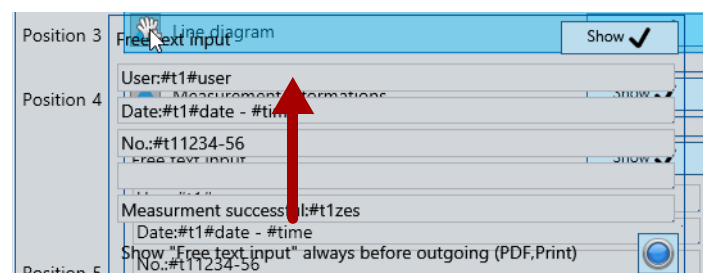 Position 3
Line diagram
Free text input
Show
User:#t1#user
Position 4
Measurement informations
Show
Date:#t1#date - #time
No.:#t11234-56
Free text input
Show
Measurment successful:#t1zes
Date:#t1#date - #time
Show "Free text input" always before outgoing (PDF,Print)
Position 5
No.:#t11234-56